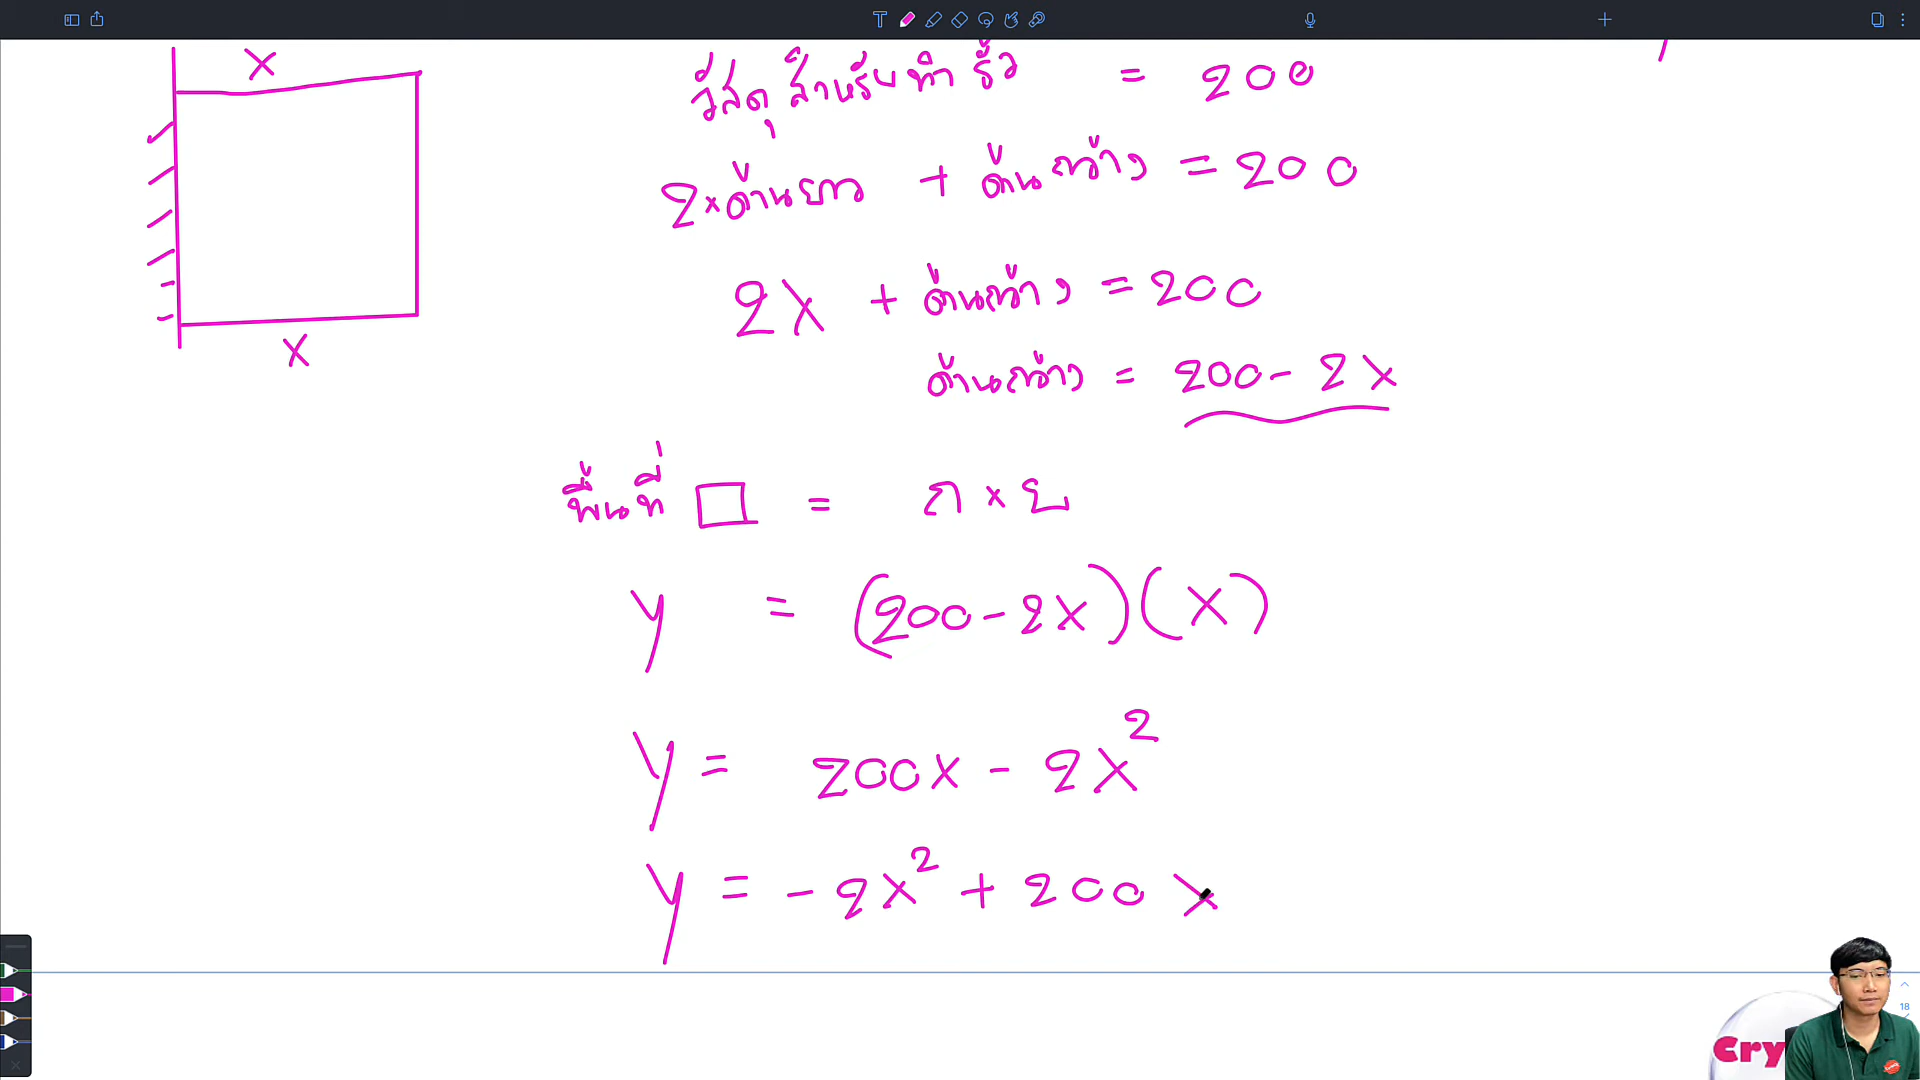 x
x
วัสดุสำหรับทำรั้ว = 200
2×ด้านยาว + ด้านกว้าง = 200
2x + ด้านกว้าง = 200
ด้านกว้าง = 200 - 2x
พื้นที่ □ = ก × ย
y = (200 - 2x)(x)
y = 200x - 2x²
y = -2x² + 200x
18
Cry